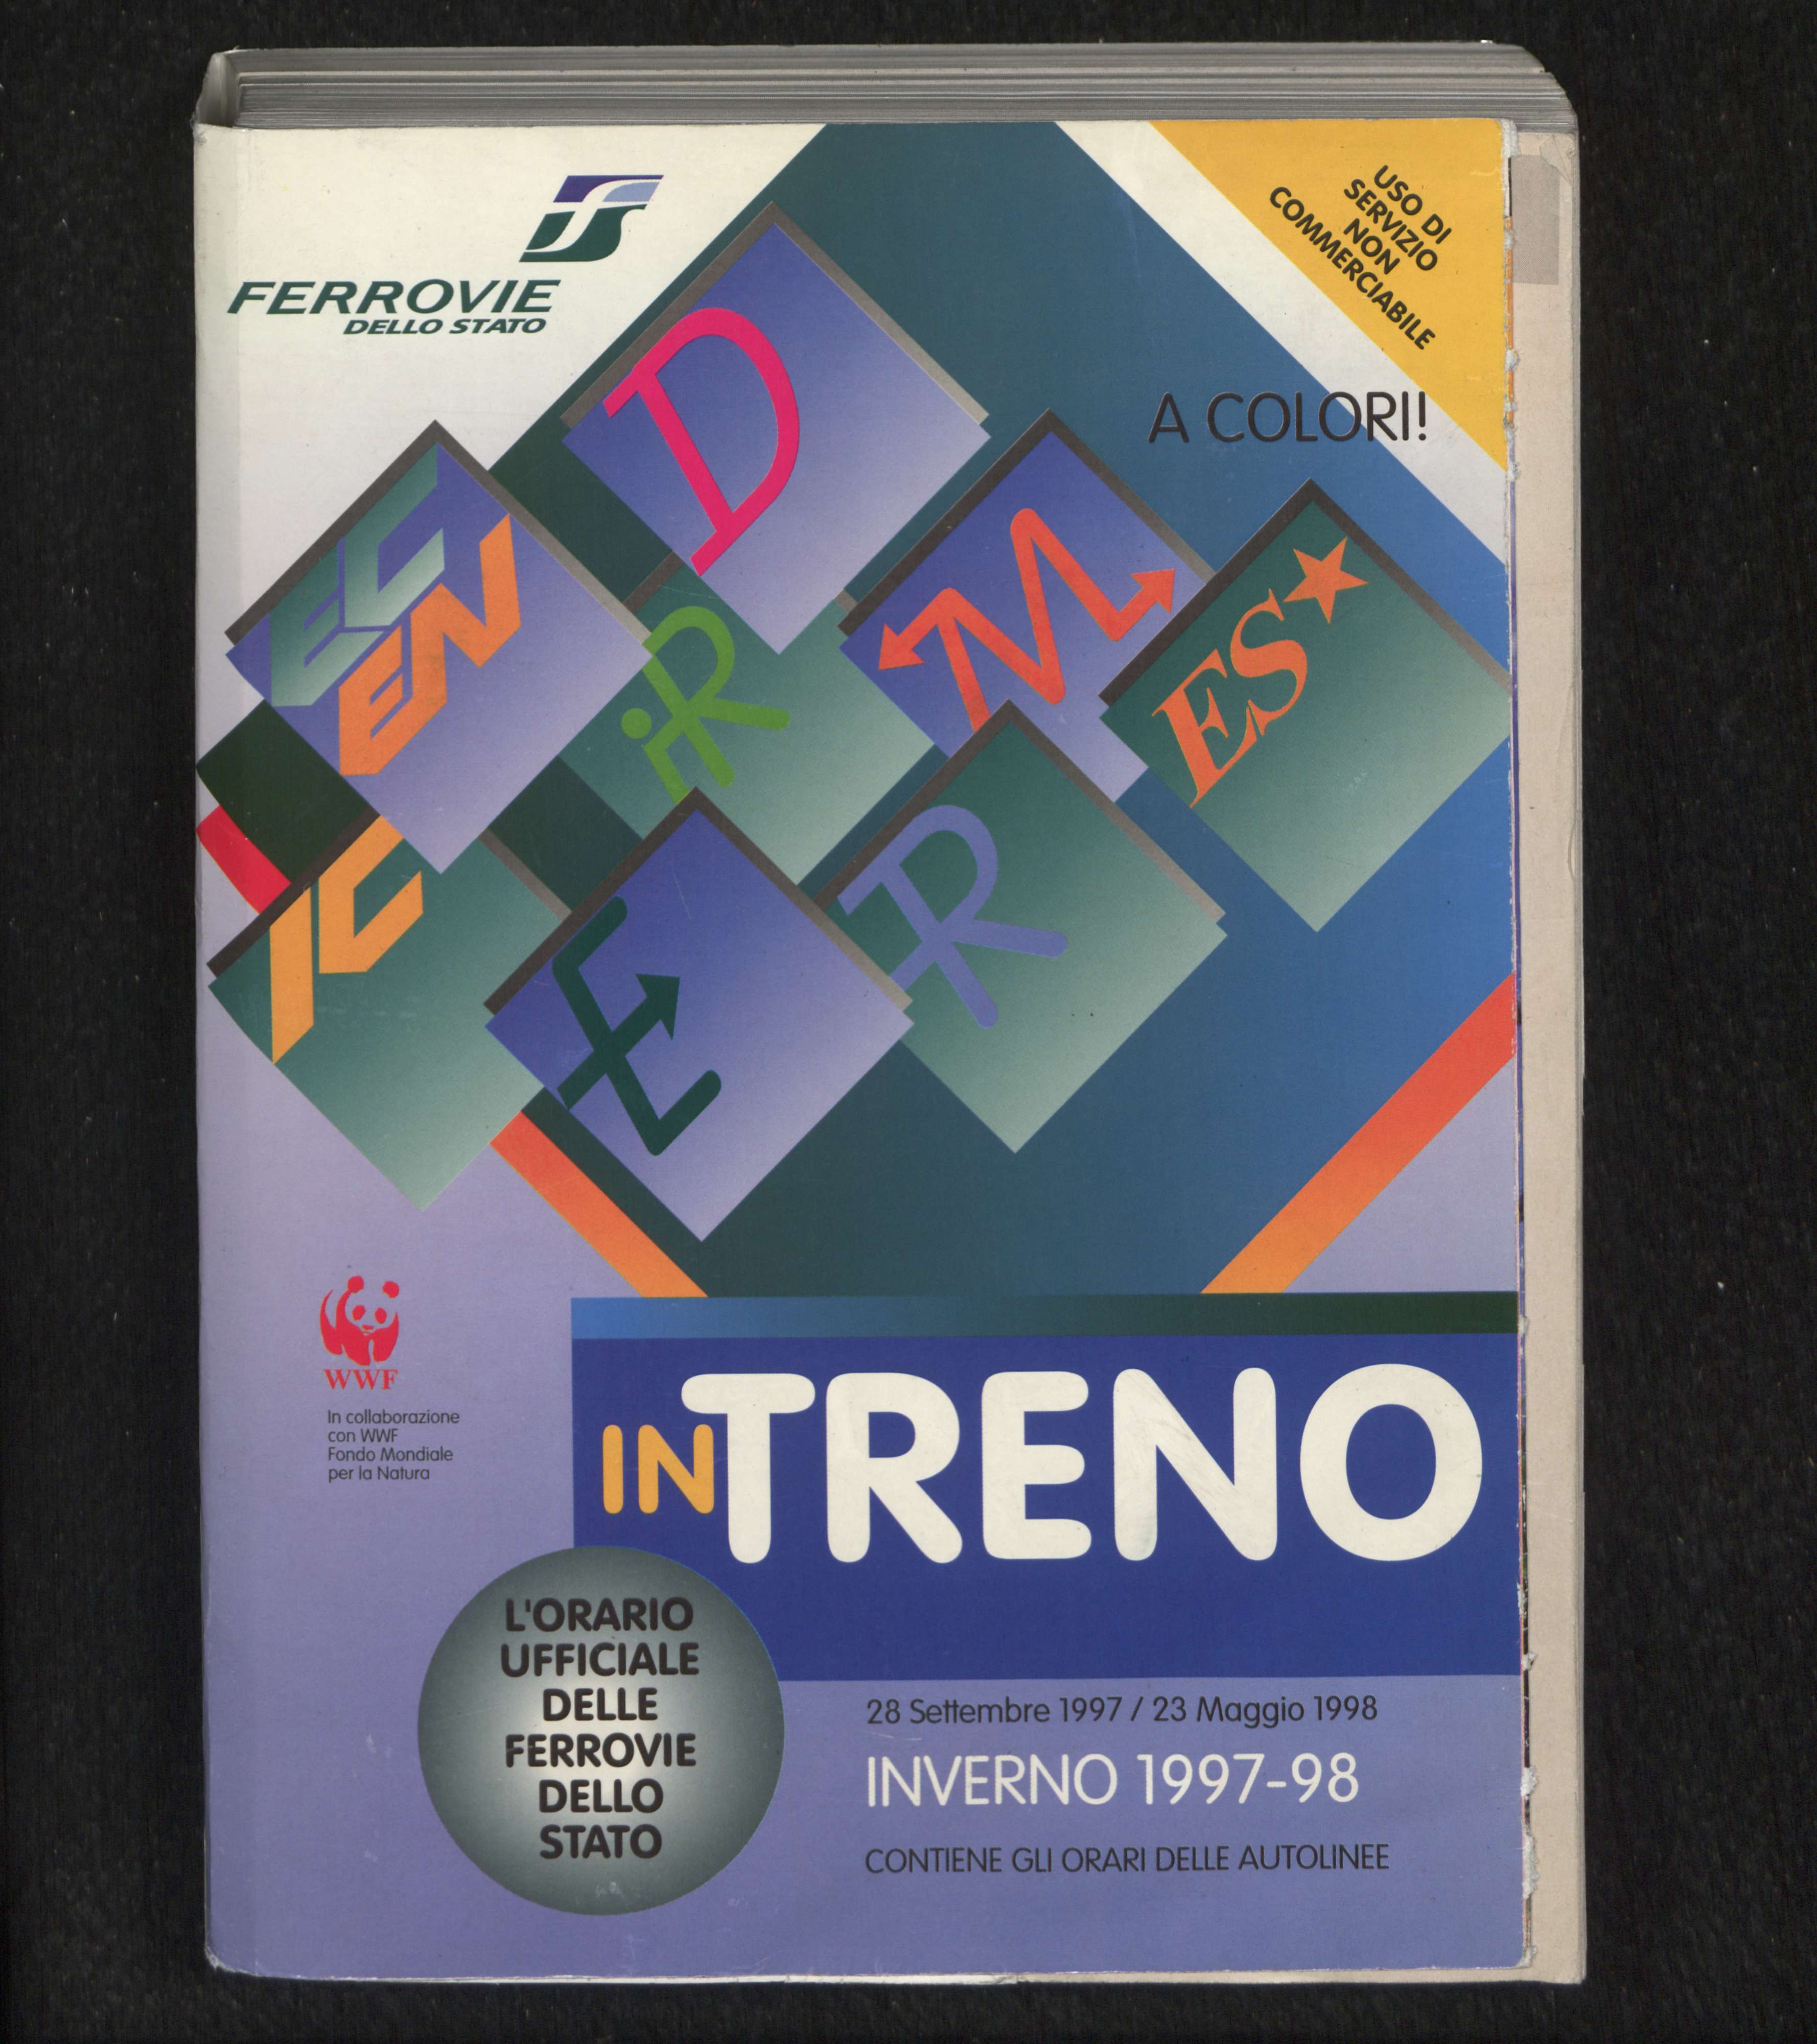 FS
FERROVIE
DELLO STATO
USO DI
SERVIZIO
NON
COMMERCIABILE
A COLORI!
D
EC
EN
iR
M
ES★
IC
E
R
WWF
In collaborazione
con WWF
Fondo Mondiale
per la Natura
INTRENO
L'ORARIO
UFFICIALE
DELLE
FERROVIE
DELLO
STATO
28 Settembre 1997 / 23 Maggio 1998
INVERNO 1997-98
CONTIENE GLI ORARI DELLE AUTOLINEE